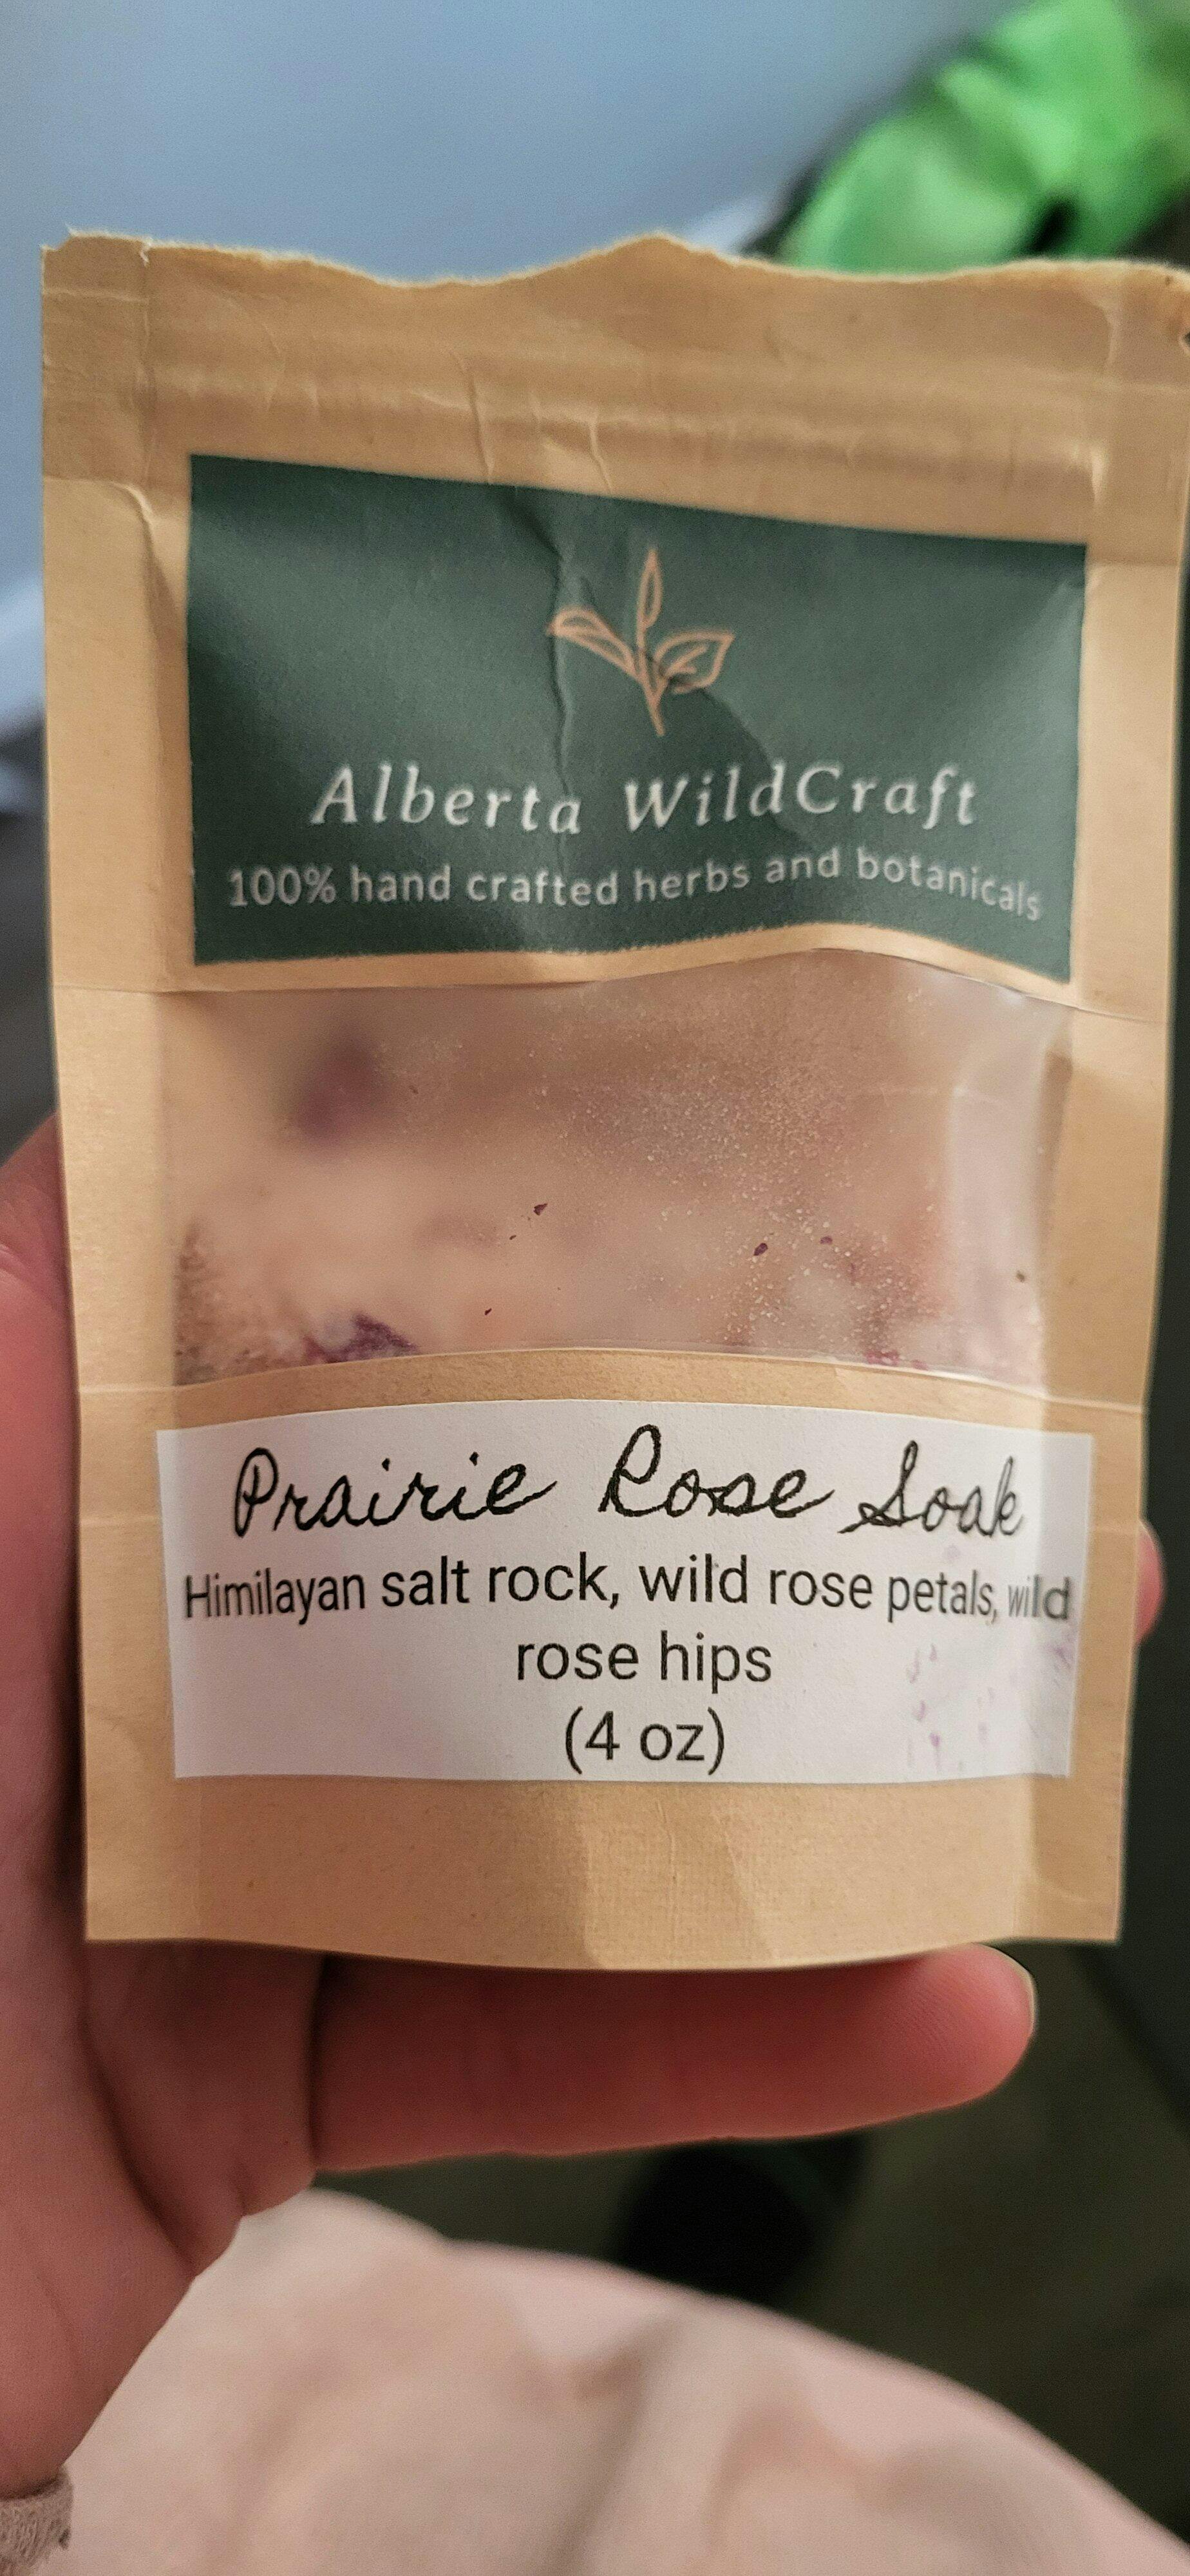 Alberta WildCraft
100% hand crafted herbs and botanicals
Prairie Rose Soak
Himilayan salt rock, wild rose petals, wild
rose hips
(4 oz)